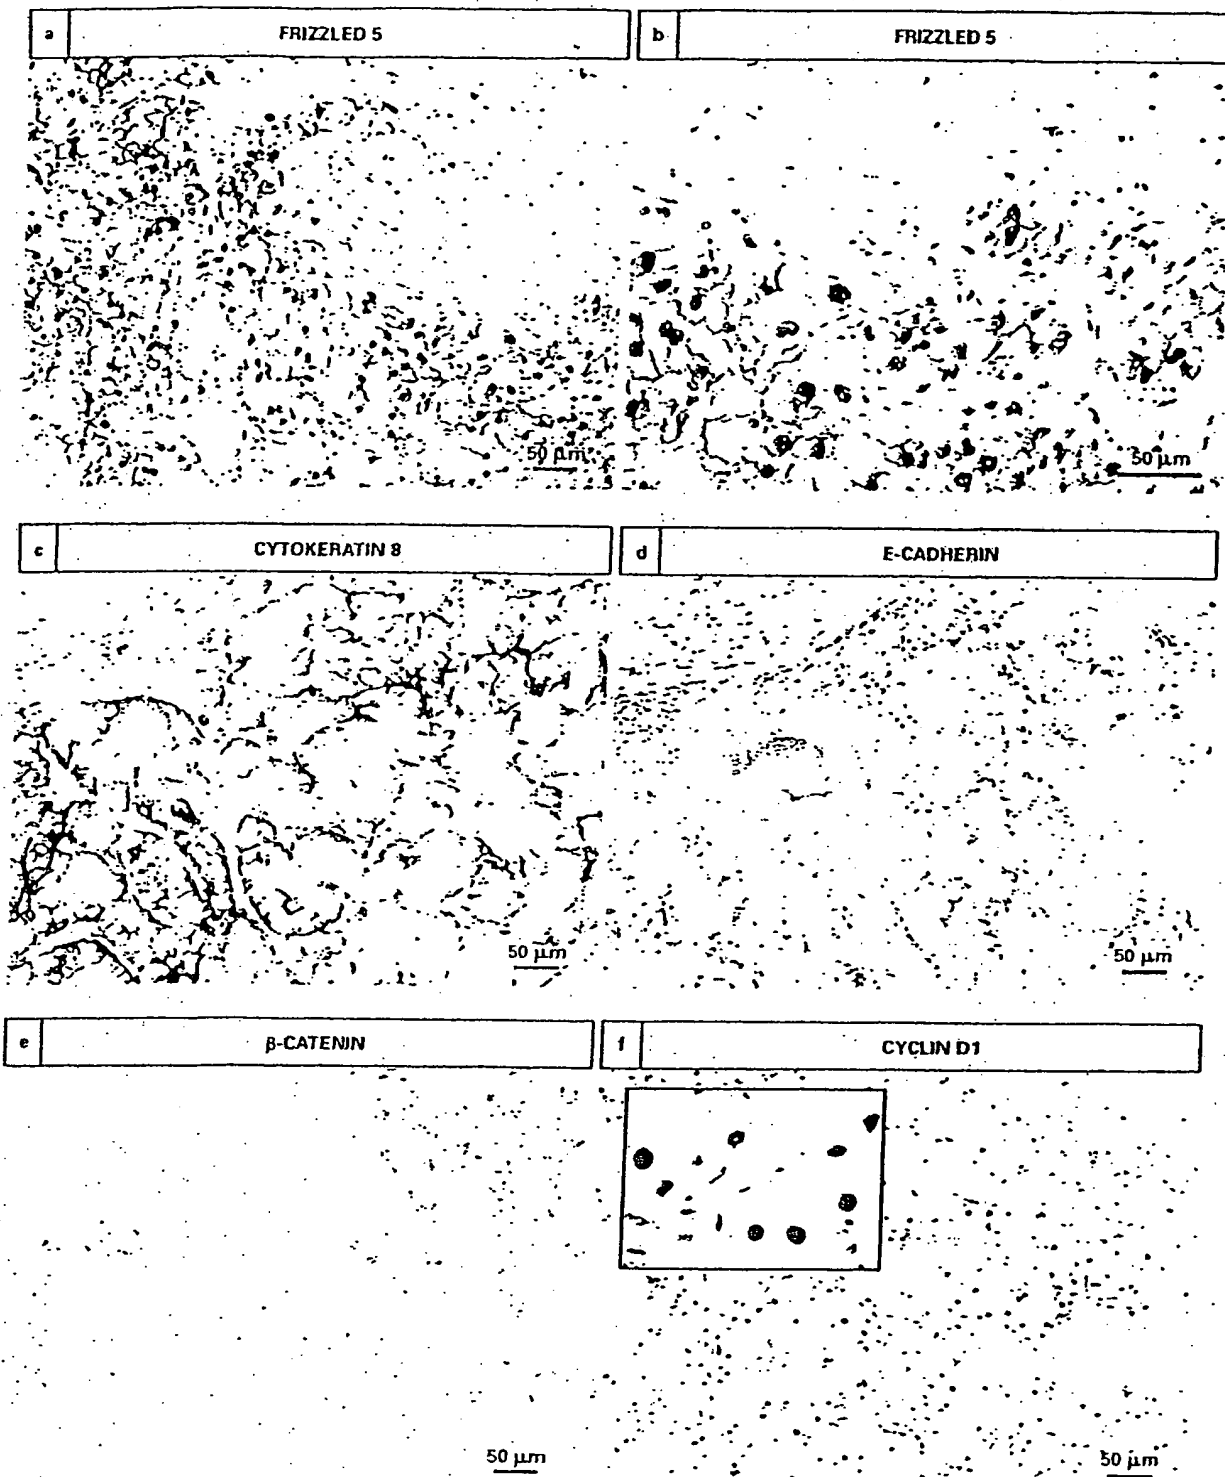 a FRIZZLED 5
b FRIZZLED 5
50 μm
50 μm
c CYTOKERATIN 8
d E-CADHERIN
50 μm
50 μm
e β-CATENIN
f CYCLIN D1
50 μm
50 μm